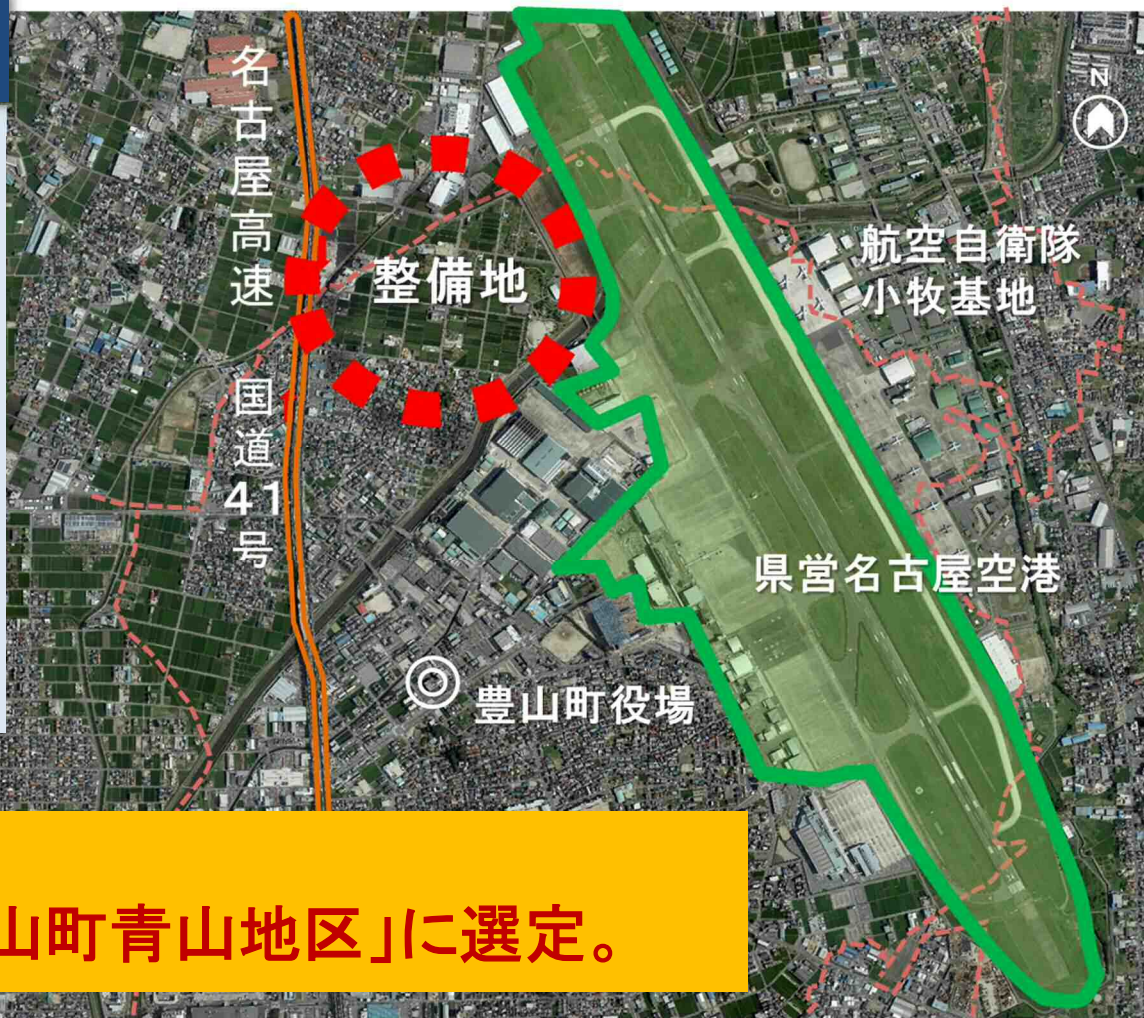 名古屋高速
国道41号
N
整備地
航空自衛隊
小牧基地
県営名古屋空港
豊山町役場
山町青山地区」に選定。